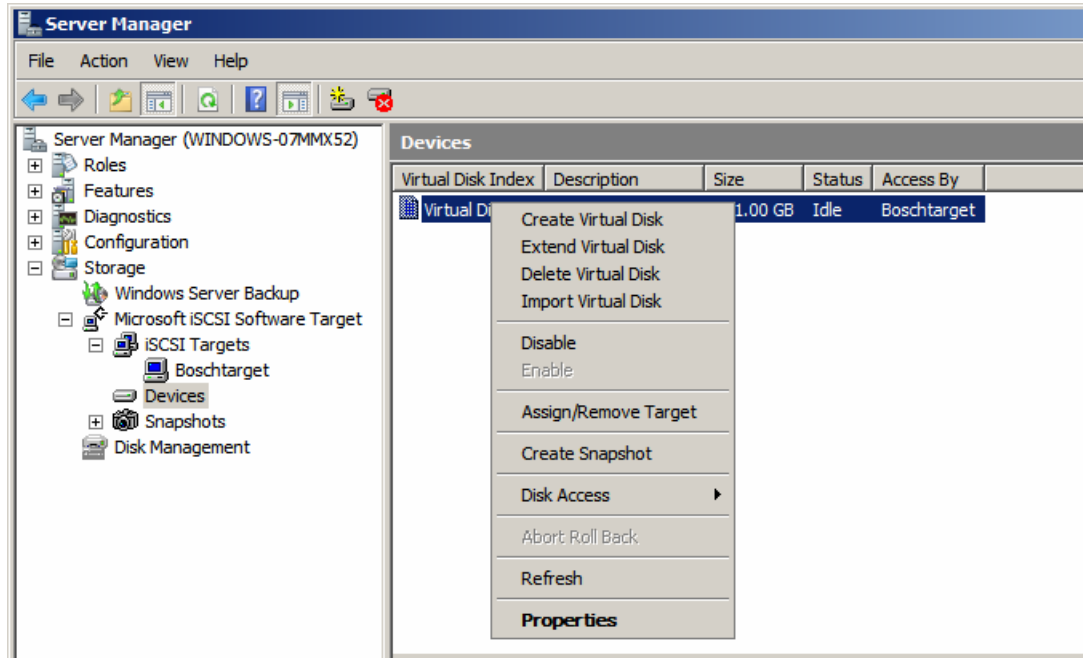 Server Manager
File Action View Help
Server Manager (WINDOWS-07MMX52)
Roles
Features
Diagnostics
Configuration
Storage
Windows Server Backup
Microsoft iSCSI Software Target
iSCSI Targets
Boschtarget
Devices
Snapshots
Disk Management
Devices
Virtual Disk Index Description Size Status Access By
Virtual Di 1.00 GB Idle Boschtarget
Create Virtual Disk
Extend Virtual Disk
Delete Virtual Disk
Import Virtual Disk
Disable
Enable
Assign/Remove Target
Create Snapshot
Disk Access
Abort Roll Back
Refresh
Properties